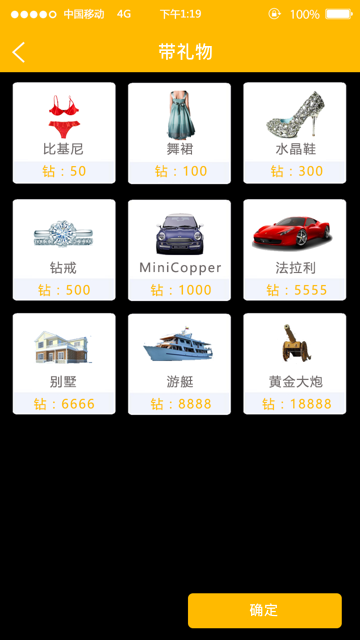 中国移动 4G 下午1:19 100%
带礼物
比基尼 舞裙 水晶鞋
钻：50 钻：100 钻：300
钻戒 MiniCopper 法拉利
钻：500 钻：1000 钻：5555
别墅 游艇 黄金大炮
钻：6666 钻：8888 钻：18888
确定